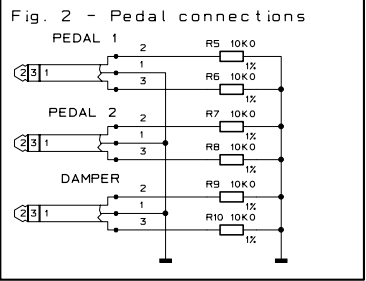 Fig. 2 - Pedal connections
PEDAL 1
2
R5 10K0
1%
1
3
R6 10K0
1%
2 3 1
PEDAL 2
2
R7 10K0
1%
1
3
R8 10K0
1%
2 3 1
DAMPER
2
R9 10K0
1%
1
3
R10 10K0
1%
2 3 1